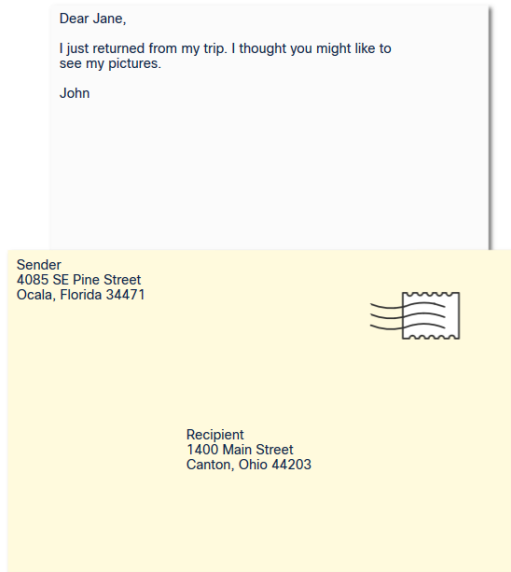 Dear Jane,
I just returned from my trip. I thought you might like to
see my pictures.
John
Sender
4085 SE Pine Street
Ocala, Florida 34471
Recipient
1400 Main Street
Canton, Ohio 44203